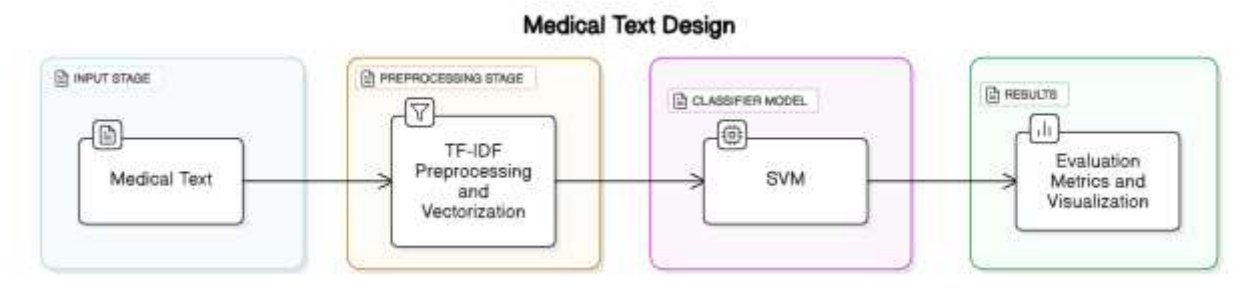 Medical Text Design
INPUT STAGE
Medical Text
PREPROCESSING STAGE
TF-IDF
Preprocessing
and
Vectorization
CLASSIFIER MODEL
SVM
RESULTS
Evaluation
Metrics and
Visualization